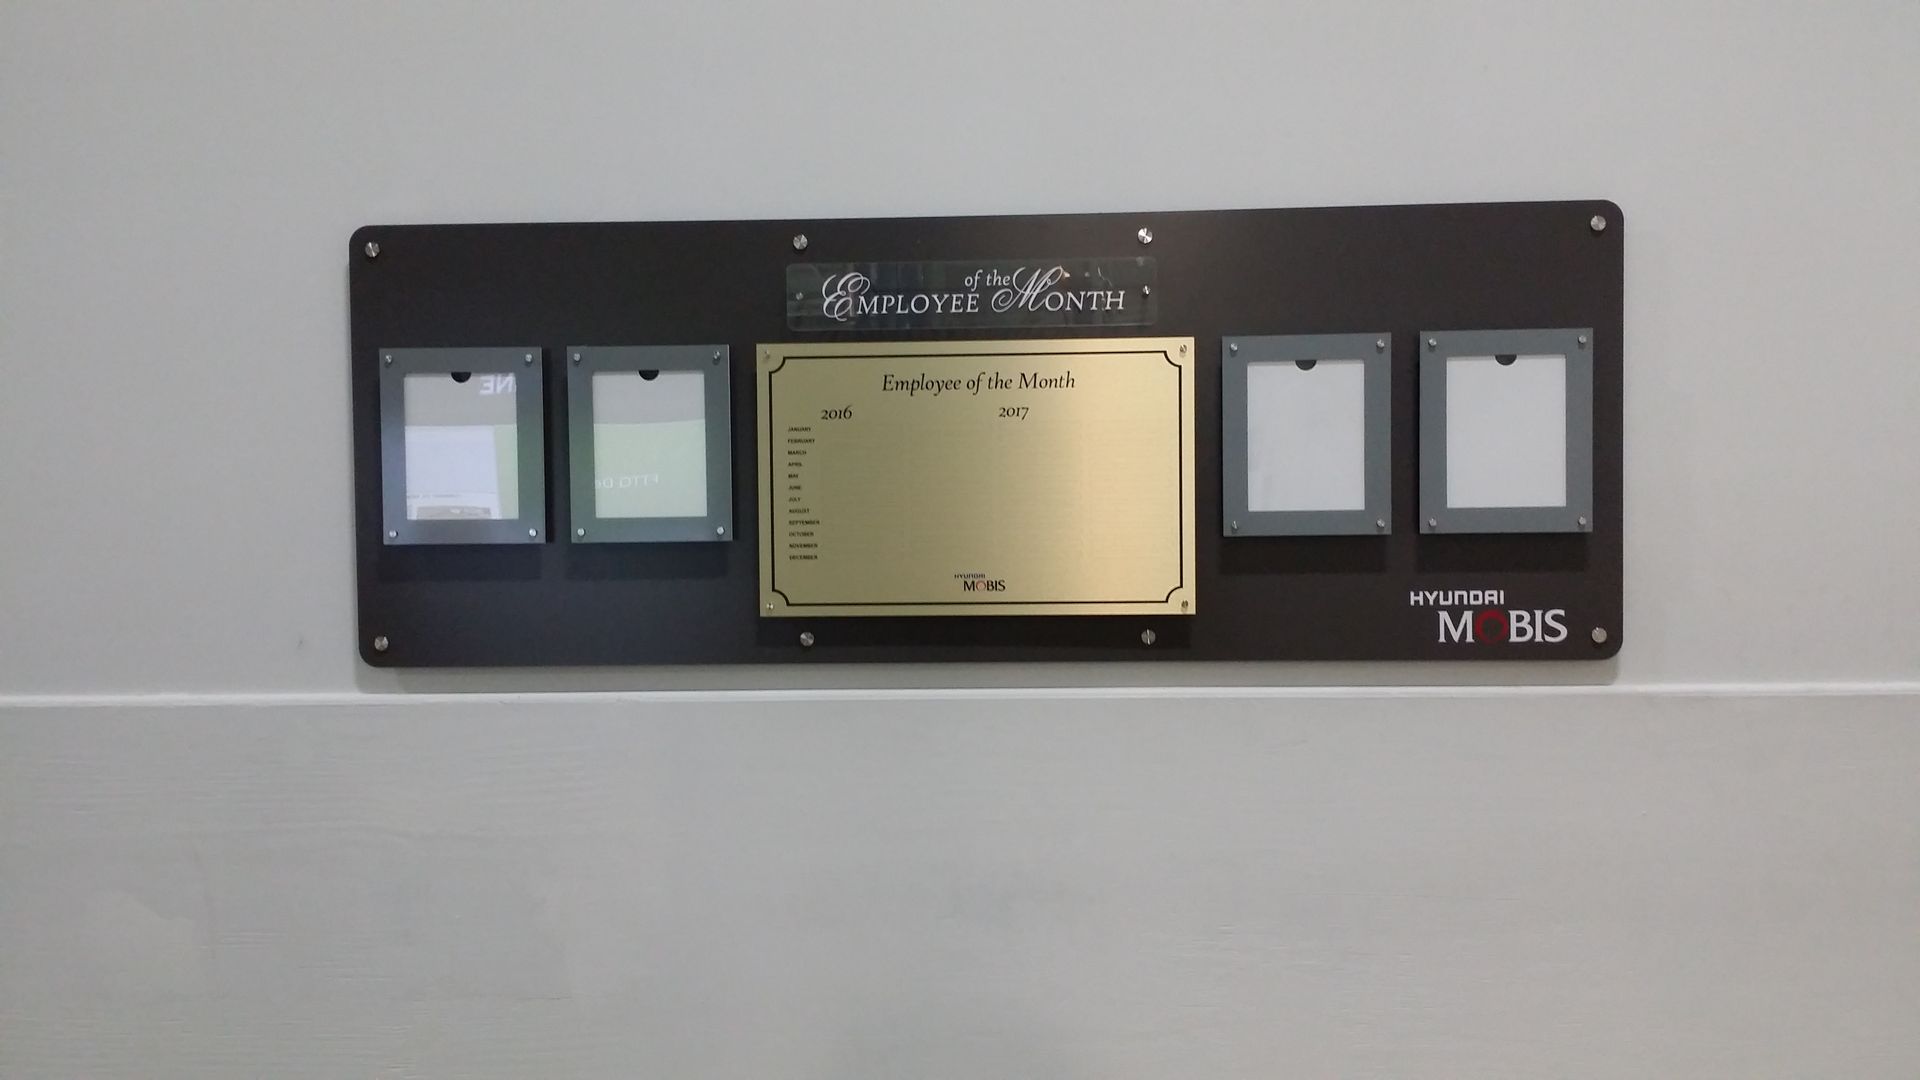 of the
EMPLOYEE MONTH
Employee of the Month
2016 2017
JANUARY
FEBRUARY
MARCH
APRIL
MAY
JUNE
JULY
AUGUST
SEPTEMBER
OCTOBER
NOVEMBER
DECEMBER
HYUNDAI
MOBIS
HYUNDAI
MOBIS